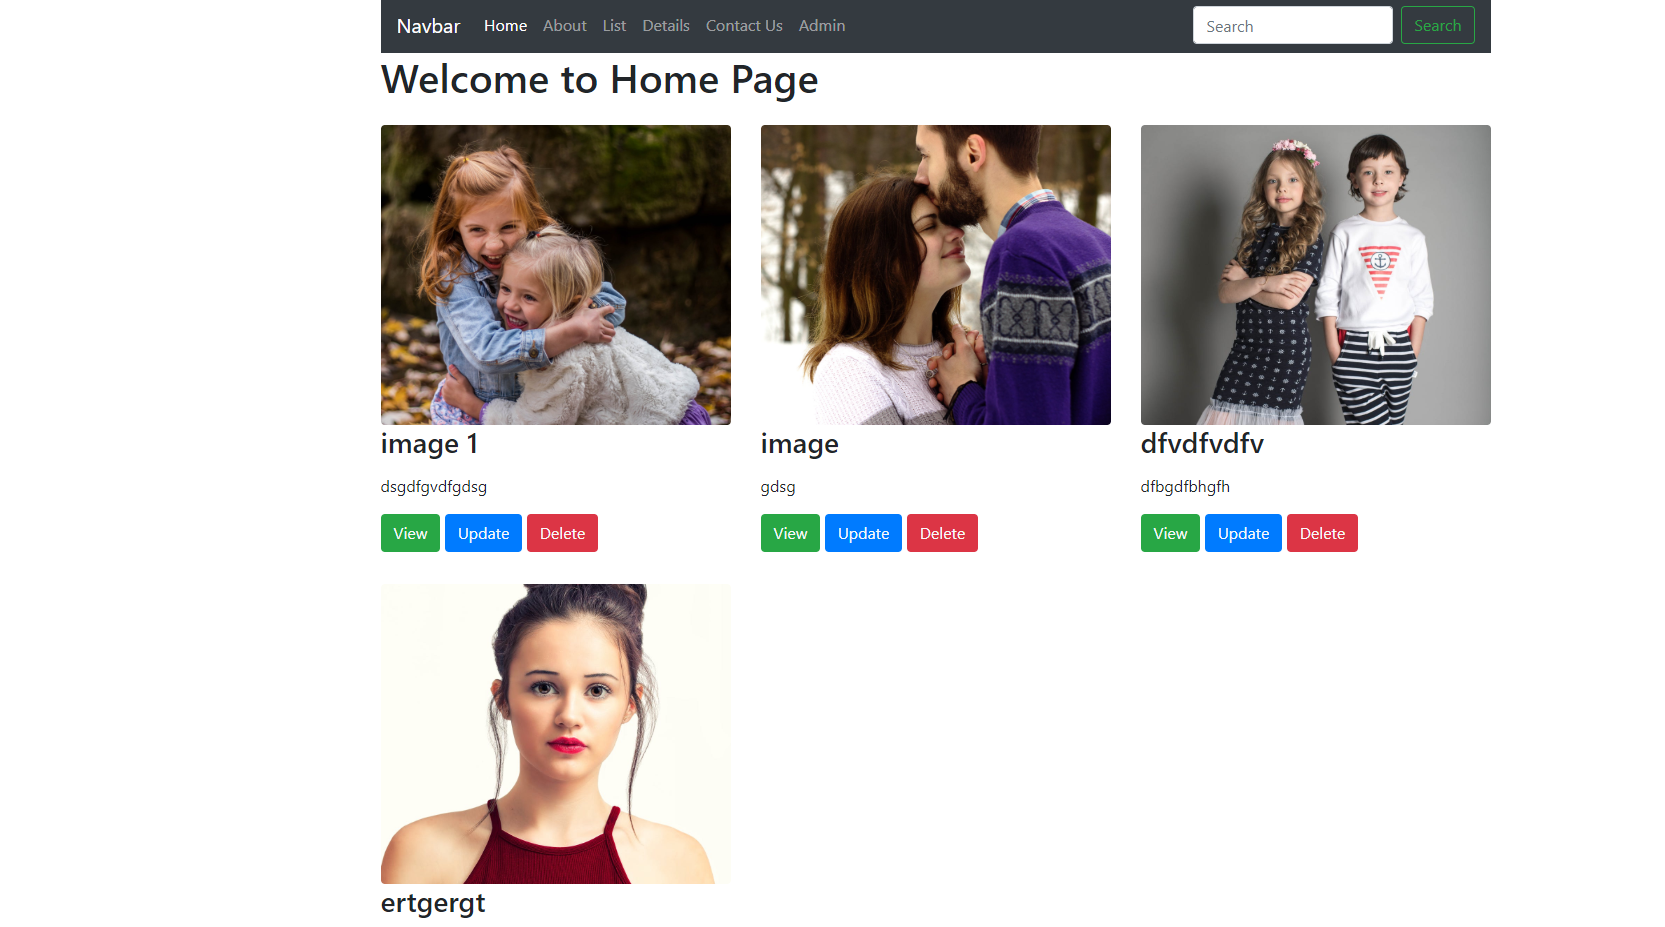 Navbar Home About List Details Contact Us Admin Search Search
Welcome to Home Page
image 1
dsgdfgvdfgdsg
View Update Delete
image
gdsg
View Update Delete
dfvdfvdfv
dfbgdfbhgfh
View Update Delete
ertgergt